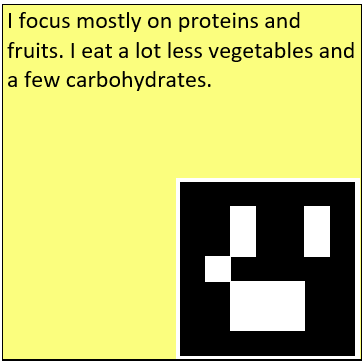 I focus mostly on proteins and
fruits. I eat a lot less vegetables and
a few carbohydrates.